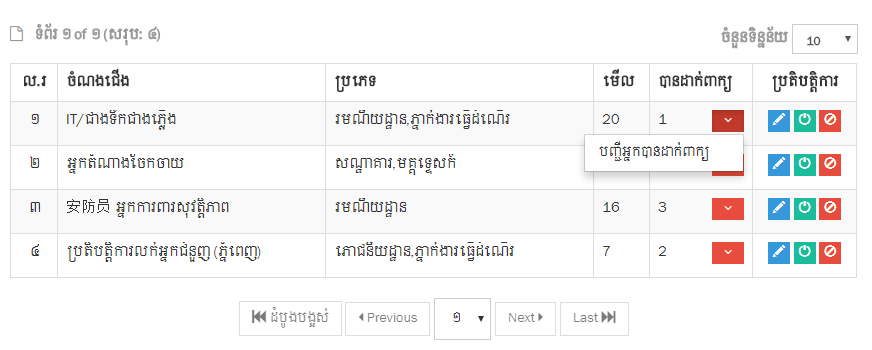 ទំព័រ ១ of ១ (សរុប: ៤)
ចំនួនទិន្នន័យ 10
ល.រ ចំណងជើង ប្រភេទ មើល បានដាក់ពាក្យ ប្រតិបត្តិការ
១ IT/ជាងទឹកជាងភ្លើង រមណីយដ្ឋាន,ភ្នាក់ងារធ្វើដំណើរ 20 1
បញ្ជីអ្នកបានដាក់ពាក្យ
២ អ្នកតំណាងចែកចាយ សណ្ឋាគារ, មគ្គទ្ទេសក៍
៣ 安防员 អ្នកការពារសុវត្ថិភាព រមណីយដ្ឋាន 16 3
៤ ប្រតិបត្តិការលក់អ្នកជំនួញ (ភ្នំពេញ) ភោជនីយដ្ឋាន,ភ្នាក់ងារធ្វើដំណើរ 7 2
ដំបូងបង្អស់ Previous ១ Next Last